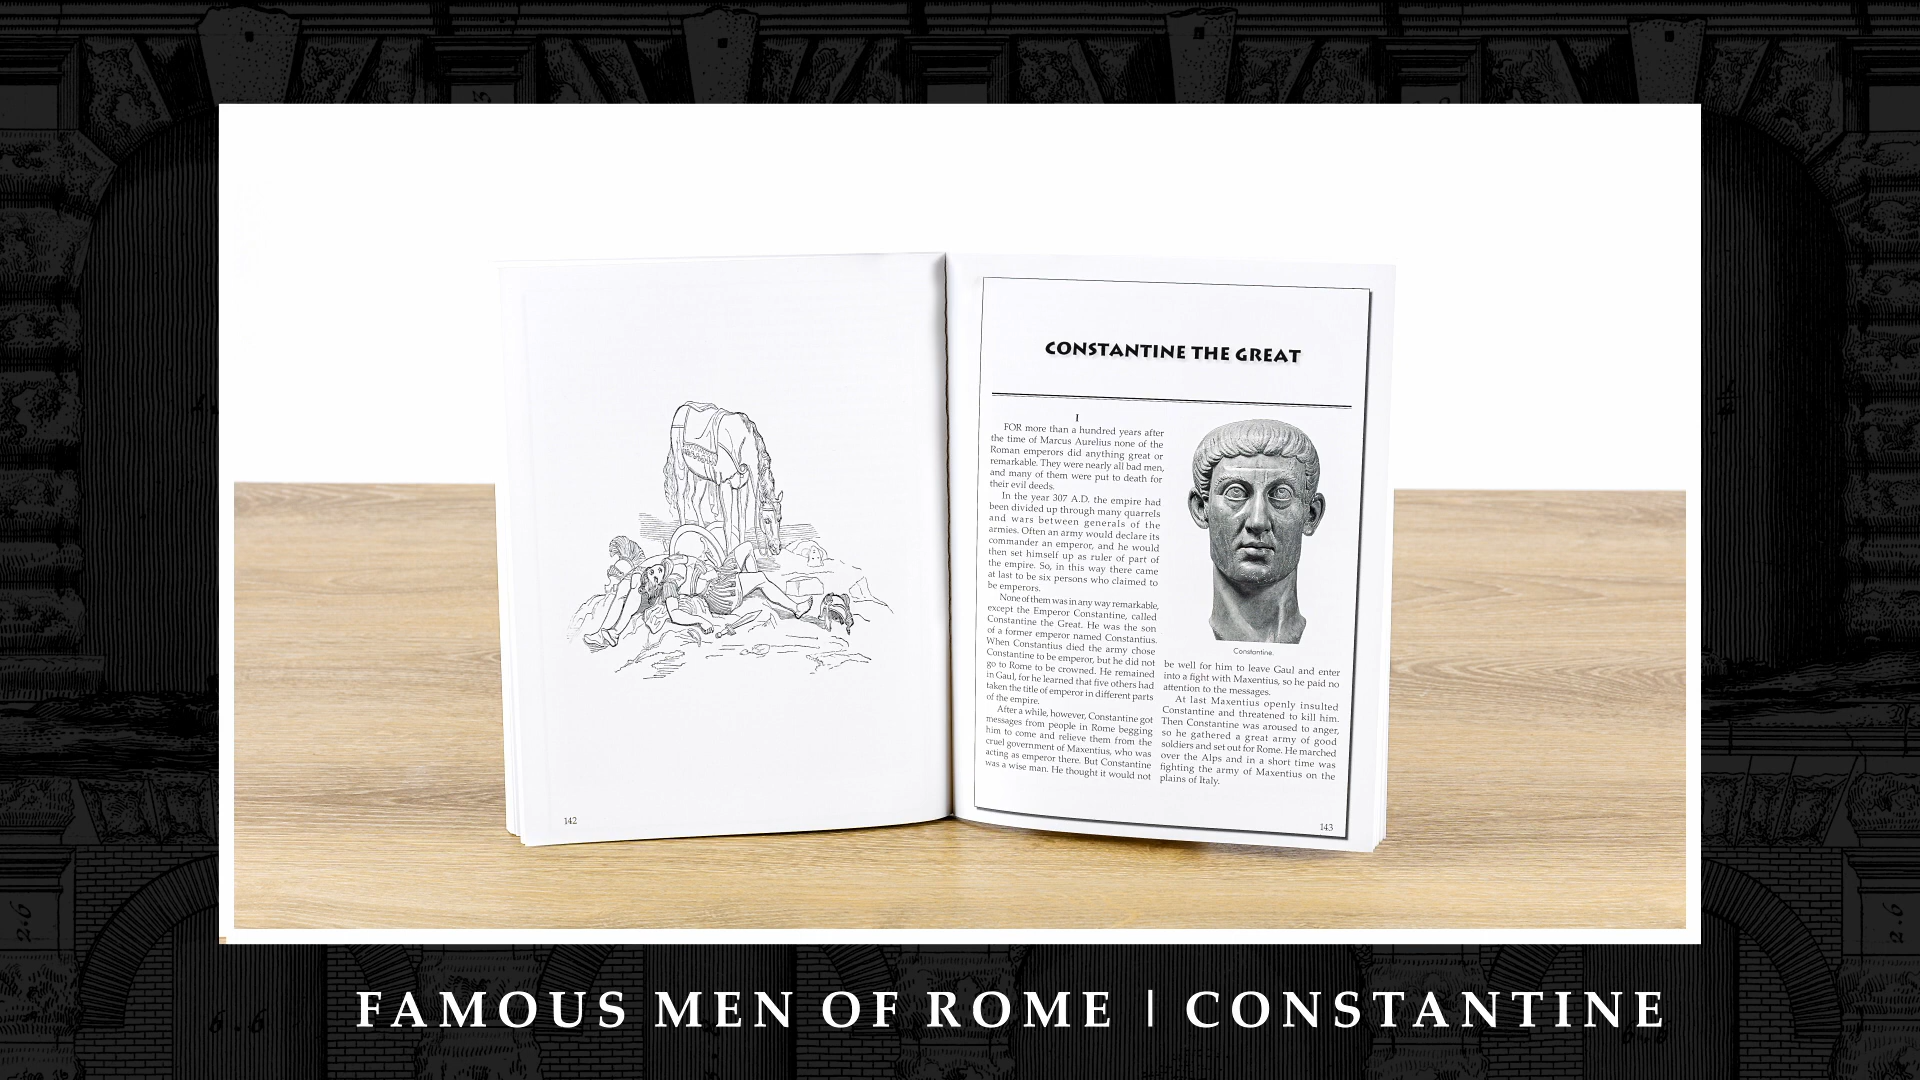 142
CONSTANTINE THE GREAT
I
FOR more than a hundred years after
the time of Marcus Aurelius none of the
Roman emperors did anything great or
remarkable. They were nearly all bad men,
and many of them were put to death for
their evil deeds.
In the year 307 A.D. the empire had
been divided up through many quarrels
and wars between generals of the
armies. Often an army would declare its
commander an emperor, and he would
then set himself up as ruler of part of
the empire. So, in this way there came
at last to be six persons who claimed to
be emperors.
None of them was in any way remarkable,
except the Emperor Constantine, called
Constantine the Great. He was the son
of a former emperor named Constantius.
When Constantius died the army chose
Constantine to be emperor, but he did not
go to Rome to be crowned. He remained
in Gaul, for he learned that five others had
taken the title of emperor in different parts
of the empire.
After a while, however, Constantine got
messages from people in Rome begging
him to come and relieve them from the
cruel government of Maxentius, who was
acting as emperor there. But Constantine
was a wise man. He thought it would not
Constantine.
be well for him to leave Gaul and enter
into a fight with Maxentius, so he paid no
attention to the messages.
At last Maxentius openly insulted
Constantine and threatened to kill him.
Then Constantine was aroused to anger,
so he gathered a great army of good
soldiers and set out for Rome. He marched
over the Alps and in a short time was
fighting the army of Maxentius on the
plains of Italy.
143
2.6
2.6
6.6
FAMOUS MEN OF ROME | CONSTANTINE